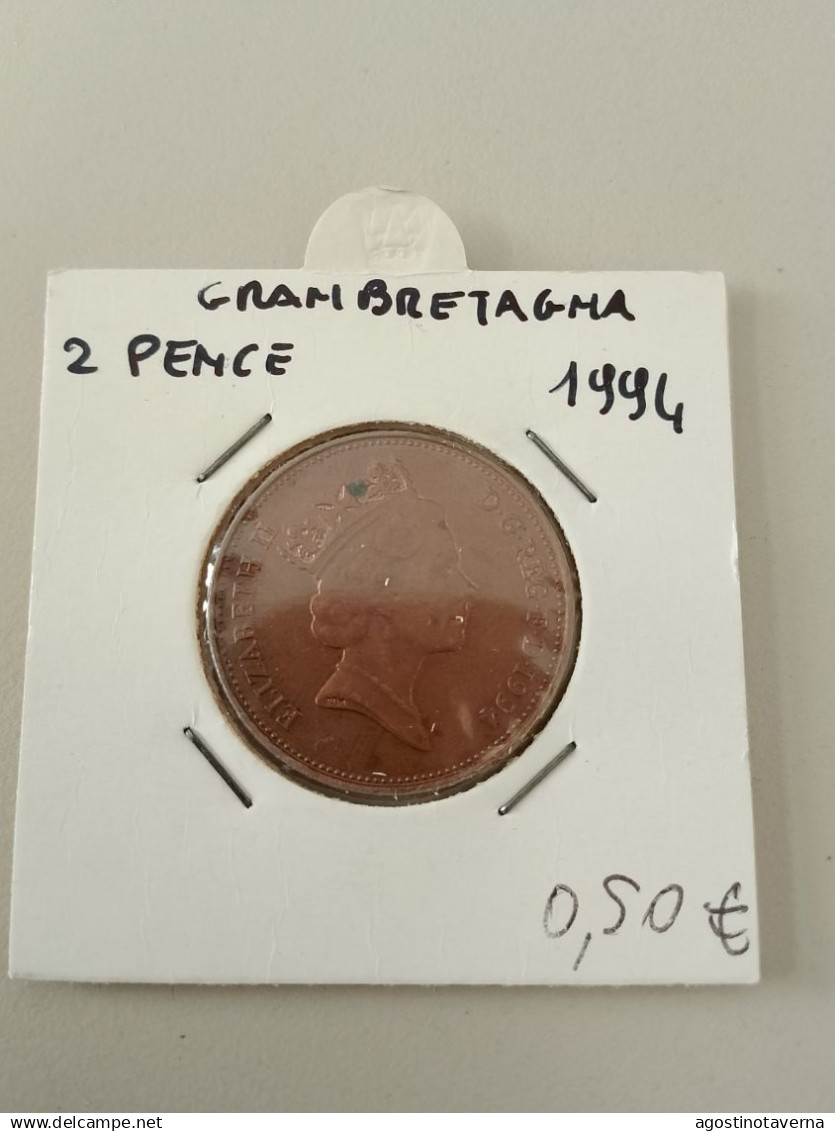 GRAN BRETAGNA
2 PENCE 1994
ELIZABETH II D·G·REG·F·D·1994
0,50 €
www.delcampe.net agostinotaverna